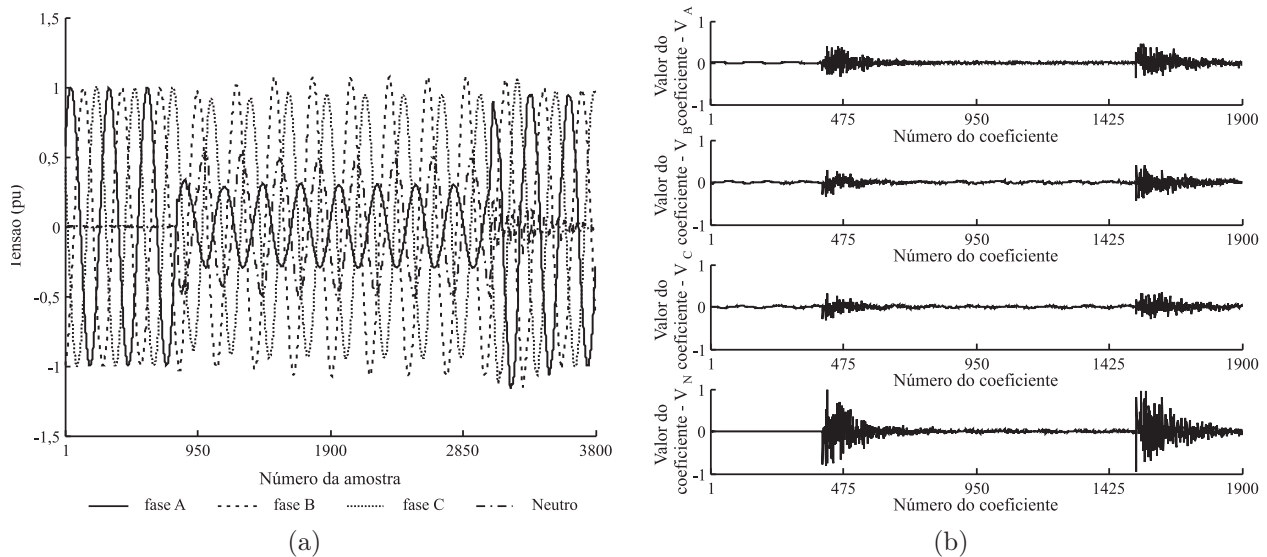 1,5
1
0,5
0
-0,5
-1
-1,5
Tensao (pu)
1 950 1900 2850 3800
Número da amostra
fase A fase B fase C Neutro
(a)
Valor do
coeficiente - V A
1
0
-1
1 475 950 1425 1900
Número do coeficiente
Valor do
coeficiente - V B
1
0
-1
1 475 950 1425 1900
Número do coeficiente
Valor do
coeficiente - V C
1
0
-1
1 475 950 1425 1900
Número do coeficiente
Valor do
coeficiente - V N
1
0
-1
1 475 950 1425 1900
Número do coeficiente
(b)